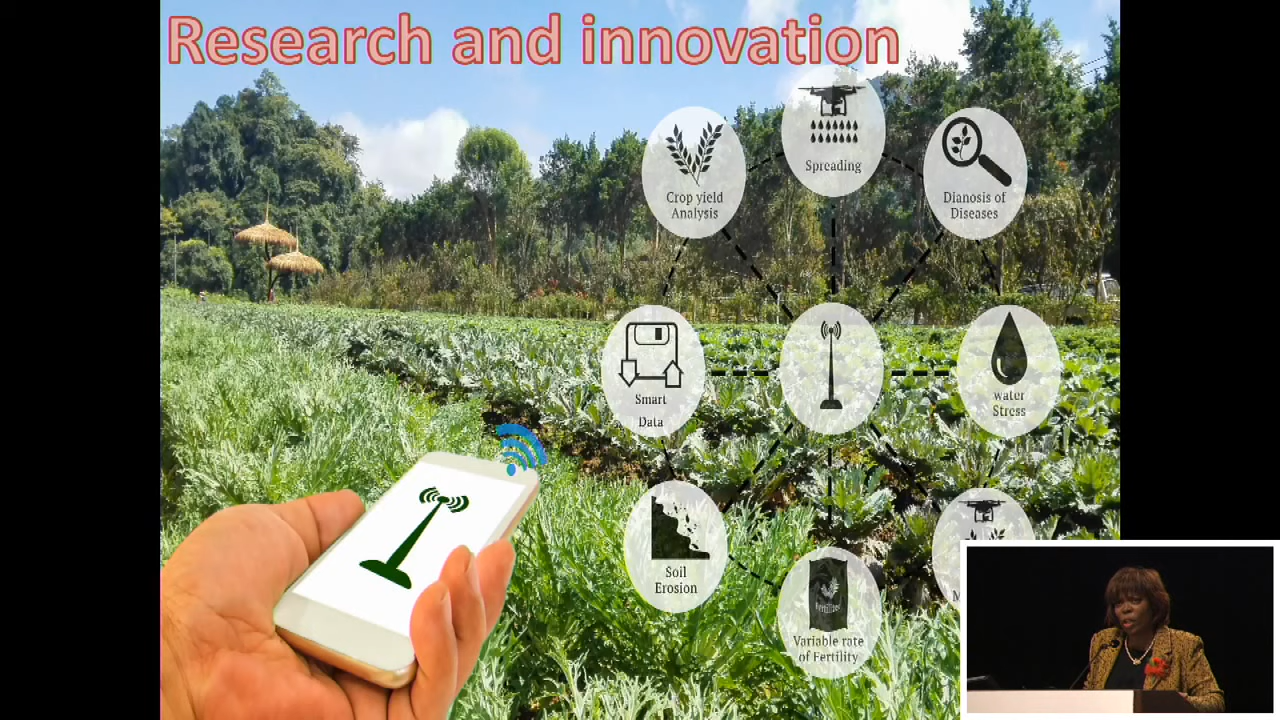 Research and innovation
Spreading
Crop yield
Analysis
Dianosis of
Diseases
Smart
Data
water
Stress
Soil
Erosion
Fertilizer
Variable rate
of Fertility